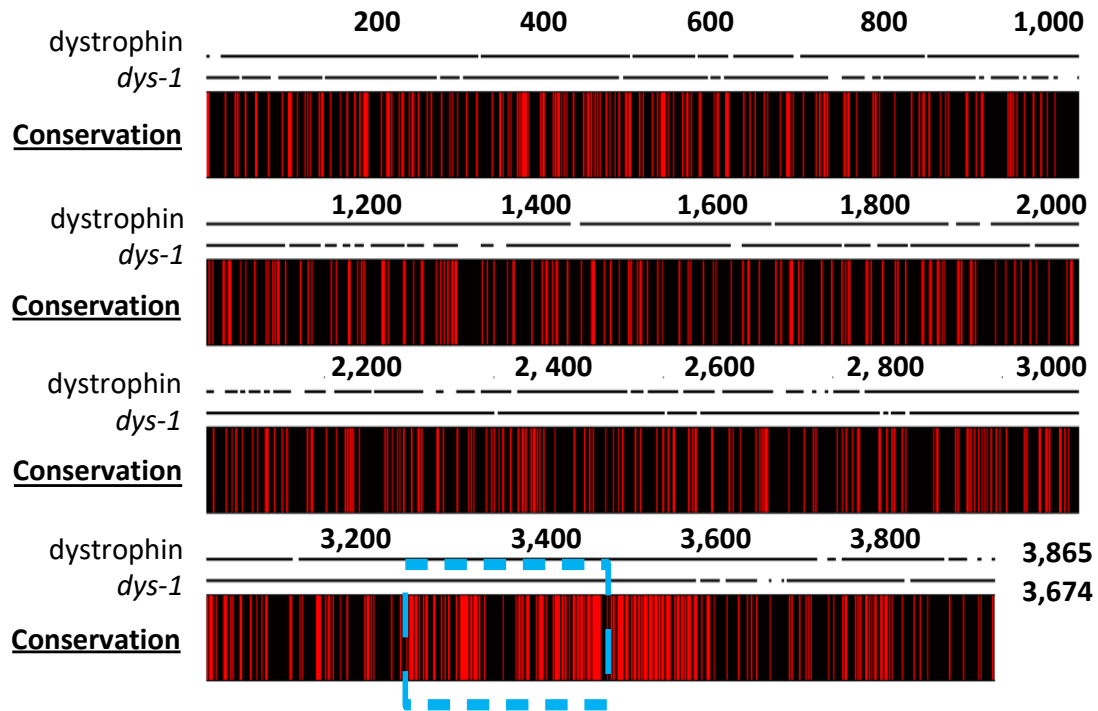 200 400 600 800 1,000
dystrophin
dys-1
Conservation
1,200 1,400 1,600 1,800 2,000
dystrophin
dys-1
Conservation
2,200 2, 400 2,600 2, 800 3,000
dystrophin
dys-1
Conservation
3,200 3,400 3,600 3,800
dystrophin 3,865
dys-1 3,674
Conservation